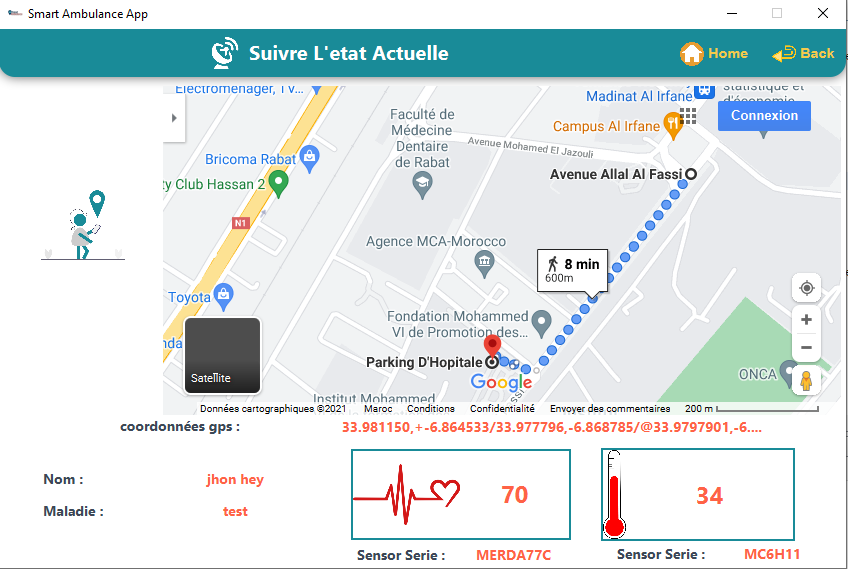 Smart Ambulance App
Suivre L'etat Actuelle
Home
Back
Electroménager, Tv...
Madinat Al Irfane
statistique et
d'économie
Connexion
Faculté de
Médecine
Dentaire
de Rabat
Campus Al Irfane
Avenue Mohamed El Jazouli
Bricoma Rabat
ty Club Hassan 2
Avenue Allal Al Fassi
N1
Agence MCA-Morocco
8 min
600m
Toyota
Fondation Mohammed
VI de Promotion des...
nda
Parking D'Hopitale
Satellite
Google
ONCA
Institut Mohammed
Données cartographiques ©2021
Maroc
Conditions
Confidentialité
Envoyer des commentaires
200 m
coordonnées gps :
33.981150,+-6.864533/33.977796,-6.868785/@33.9797901,-6....
Nom :
jhon hey
70
34
Maladie :
test
Sensor Serie :
MERDA77C
Sensor Serie :
MC6H11